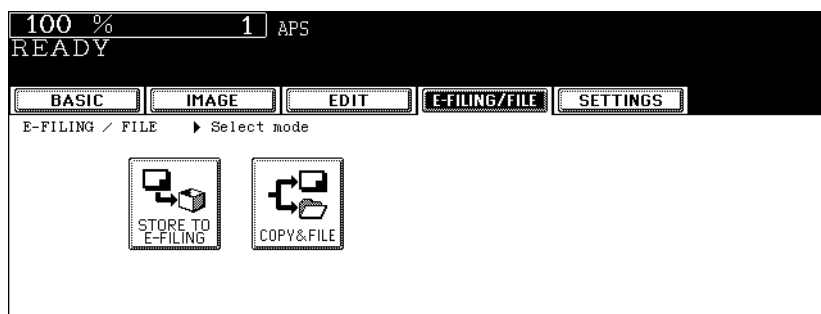 100 % 1 APS
READY
BASIC IMAGE EDIT E-FILING/FILE SETTINGS
E-FILING / FILE ▶ Select mode
STORE TO
E-FILING
COPY&FILE